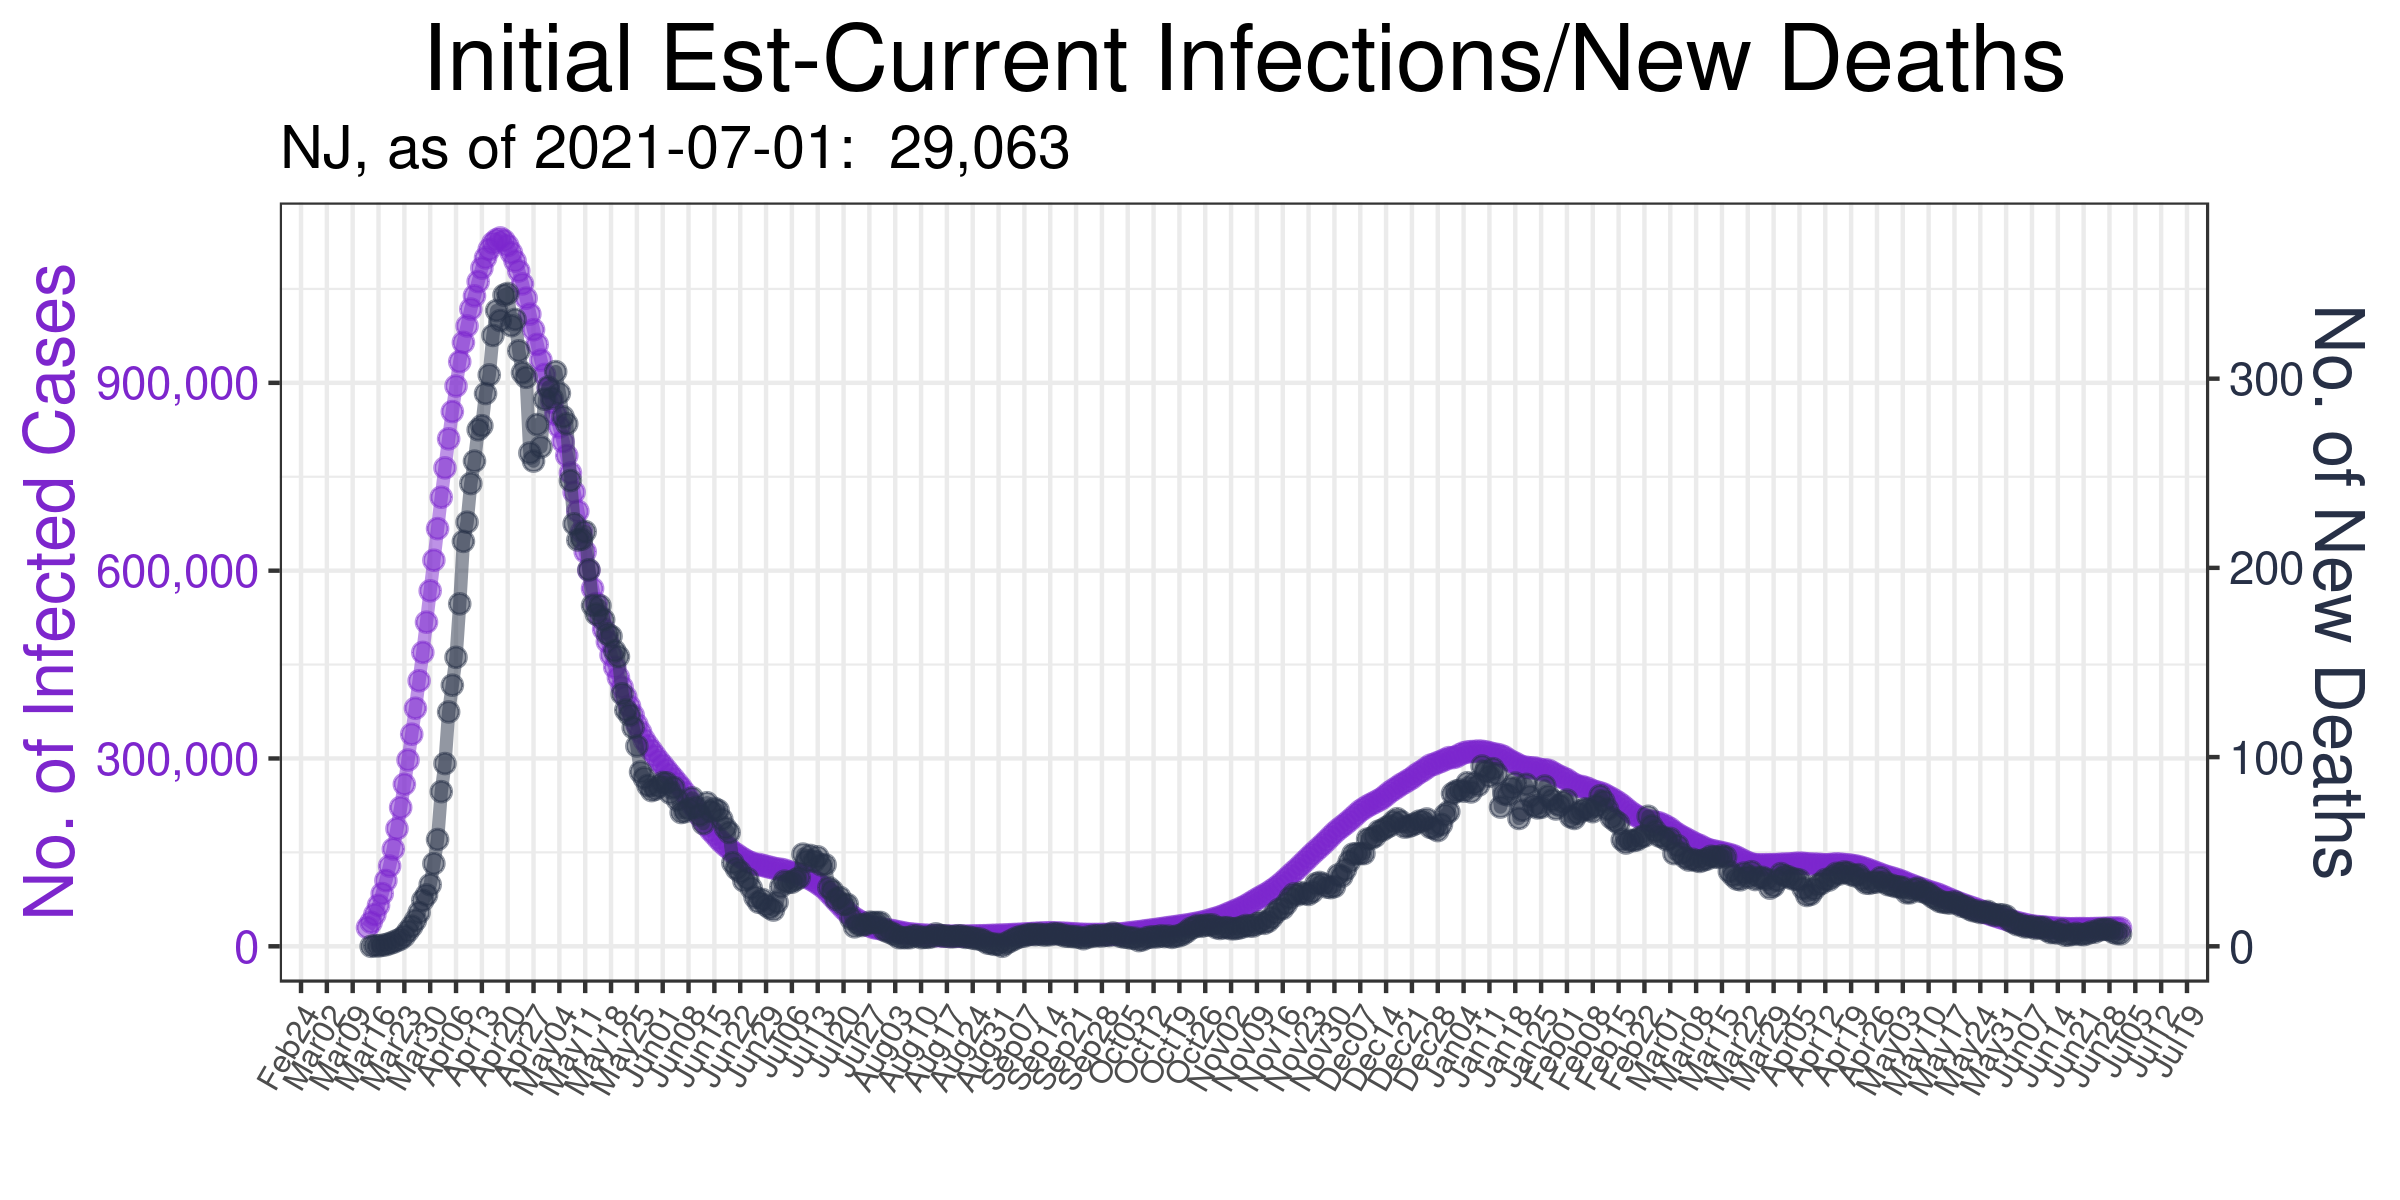 Initial Est-Current Infections/New Deaths
NJ, as of 2021-07-01:  29,063
No. of Infected Cases
900,000
600,000
300,000
0
300
200
100
0
No. of New Deaths
Feb24
Mar02
Mar09
Mar16
Mar23
Mar30
Apr06
Apr13
Apr20
Apr27
May04
May11
May18
May25
Jun01
Jun08
Jun15
Jun22
Jun29
Jul06
Jul13
Jul20
Jul27
Aug03
Aug10
Aug17
Aug24
Aug31
Sep07
Sep14
Sep21
Sep28
Oct05
Oct12
Oct19
Oct26
Nov02
Nov09
Nov16
Nov23
Nov30
Dec07
Dec14
Dec21
Dec28
Jan04
Jan11
Jan18
Jan25
Feb01
Feb08
Feb15
Feb22
Mar01
Mar08
Mar15
Mar22
Mar29
Apr05
Apr12
Apr19
Apr26
May03
May10
May17
May24
May31
Jun07
Jun14
Jun21
Jun28
Jul05
Jul12
Jul19